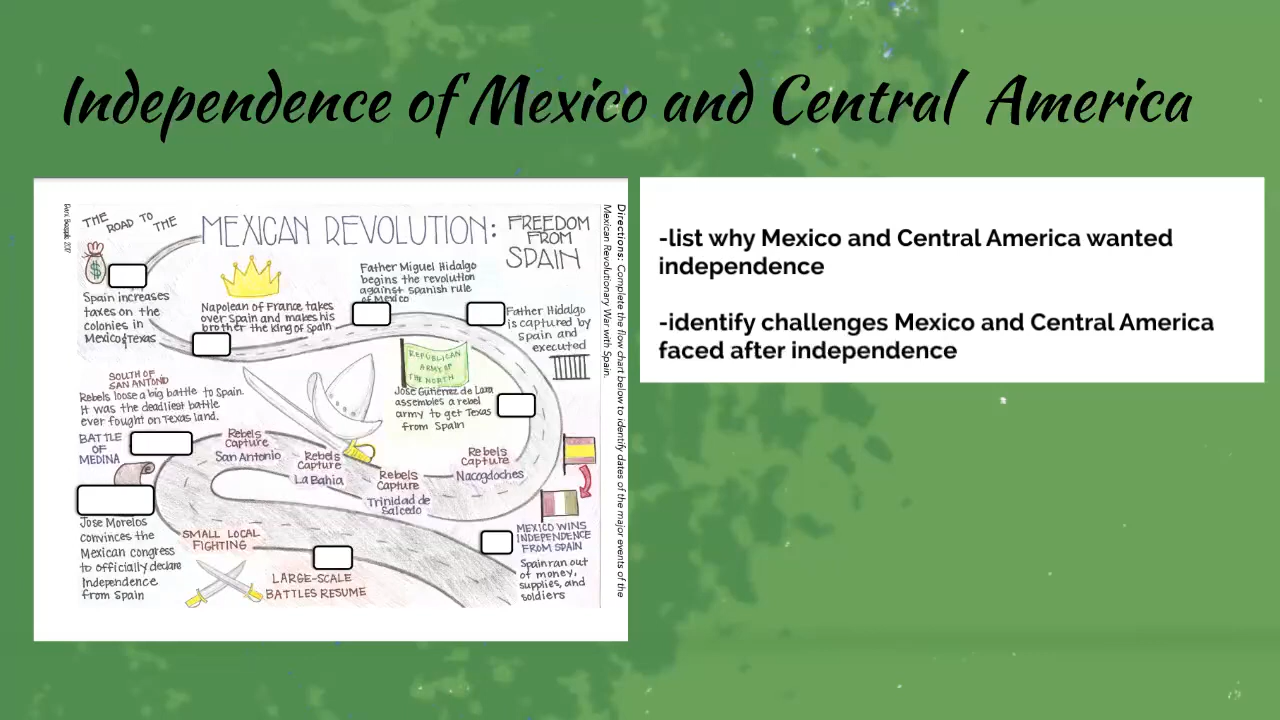 Independence of Mexico and Central America
THE ROAD TO THE
MEXICAN REVOLUTION:
FREEDOM
FROM
SPAIN
Spain increases
taxes on the
colonies in
Mexico & Texas
Napolean of France takes
over Spain and makes his
brother the king of Spain
Father Miguel Hidalgo
begins the revolution
against Spanish rule
of Mexico
Father Hidalgo
is captured by
Spain and
executed
REPUBLICAN
ARMY OF
THE NORTH
José Gutiérrez de Lara
assembles a rebel
army to get Texas
from Spain
Rebels
Capture
Nacogdoches
Rebels
Capture
Trinidad de
Salcedo
Rebels
Capture
La Bahia
Rebels
Capture
San Antonio
SOUTH OF
SAN ANTONIO
Rebels loose a big battle to Spain.
It was the deadliest battle
ever fought on Texas land.
BATTLE
OF
MEDINA
Jose Morelos
convinces the
Mexican congress
to officially declare
Independence
from Spain
SMALL LOCAL
FIGHTING
LARGE-SCALE
BATTLES RESUME
MEXICO WINS
INDEPENDENCE
FROM SPAIN
Spain ran out
of money,
supplies, and
soldiers
Directions: Complete the flow chart below to identify dates of the major events of the
Mexican Revolutionary War with Spain.
-list why Mexico and Central America wanted
independence
-identify challenges Mexico and Central America
faced after independence